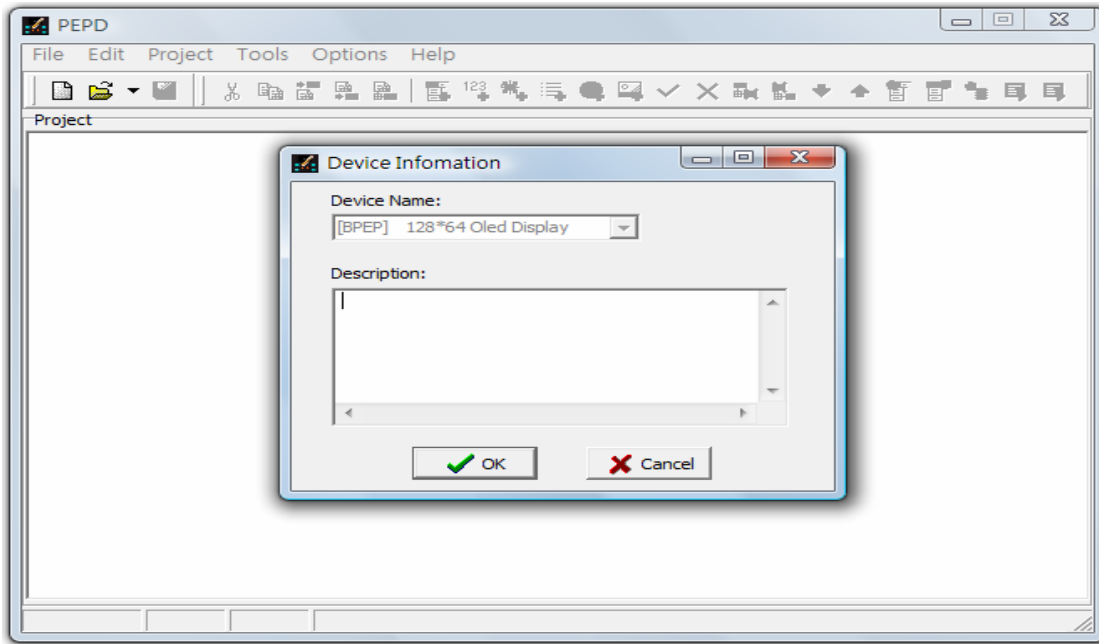 PEPD
File Edit Project Tools Options Help
123
Project
Device Infomation
Device Name:
[BPEP] 128*64 Oled Display
Description:
OK Cancel